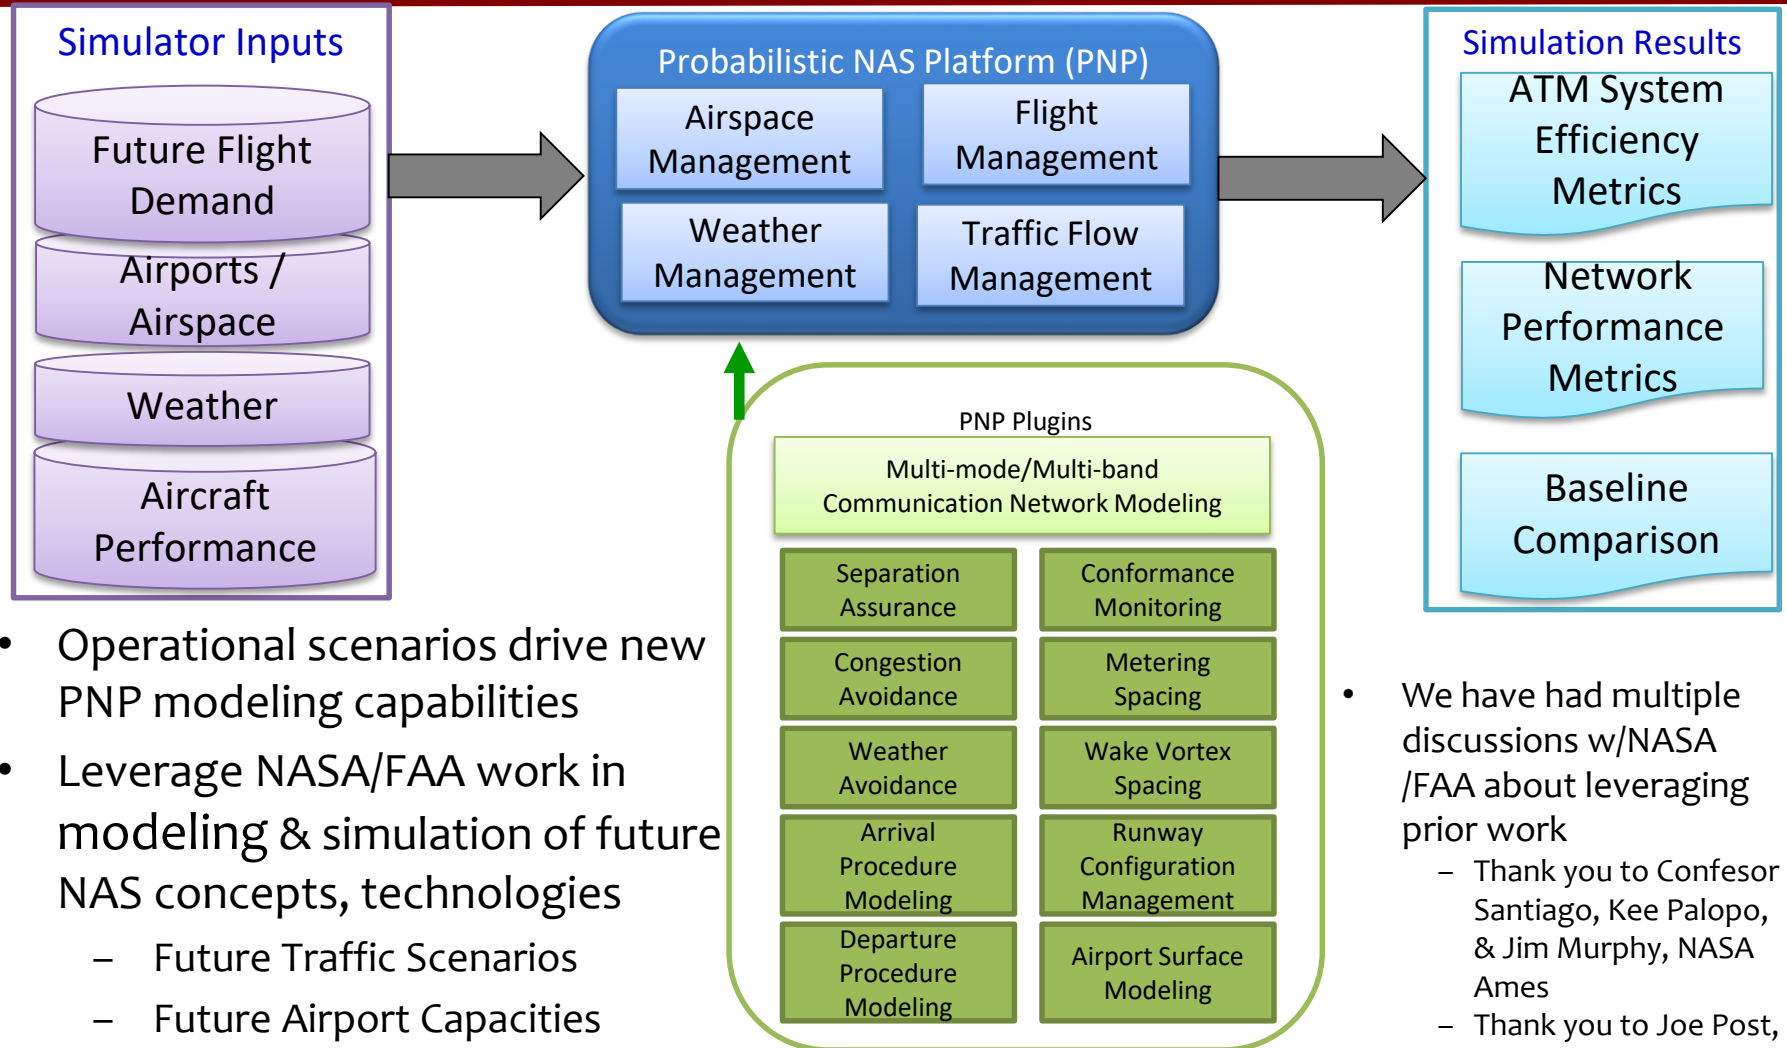 Simulator Inputs
Future Flight
Demand
Airports /
Airspace
Weather
Aircraft
Performance
Probabilistic NAS Platform (PNP)
Airspace
Management
Flight
Management
Weather
Management
Traffic Flow
Management
Simulation Results
ATM System
Efficiency
Metrics
Network
Performance
Metrics
Baseline
Comparison
PNP Plugins
Multi-mode/Multi-band
Communication Network Modeling
Separation
Assurance
Conformance
Monitoring
Congestion
Avoidance
Metering
Spacing
Weather
Avoidance
Wake Vortex
Spacing
Arrival
Procedure
Modeling
Runway
Configuration
Management
Departure
Procedure
Modeling
Airport Surface
Modeling
• Operational scenarios drive new
PNP modeling capabilities
• Leverage NASA/FAA work in
modeling & simulation of future
NAS concepts, technologies
– Future Traffic Scenarios
– Future Airport Capacities
• We have had multiple
discussions w/NASA
/FAA about leveraging
prior work
– Thank you to Confesor
Santiago, Kee Palopo,
& Jim Murphy, NASA
Ames
– Thank you to Joe Post,